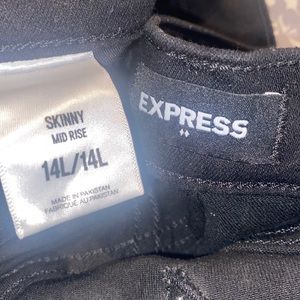 SKINNY
MID RISE
14L/14L
MADE IN PAKISTAN
FABRIQUÉ AU PAKISTAN
EXPRESS